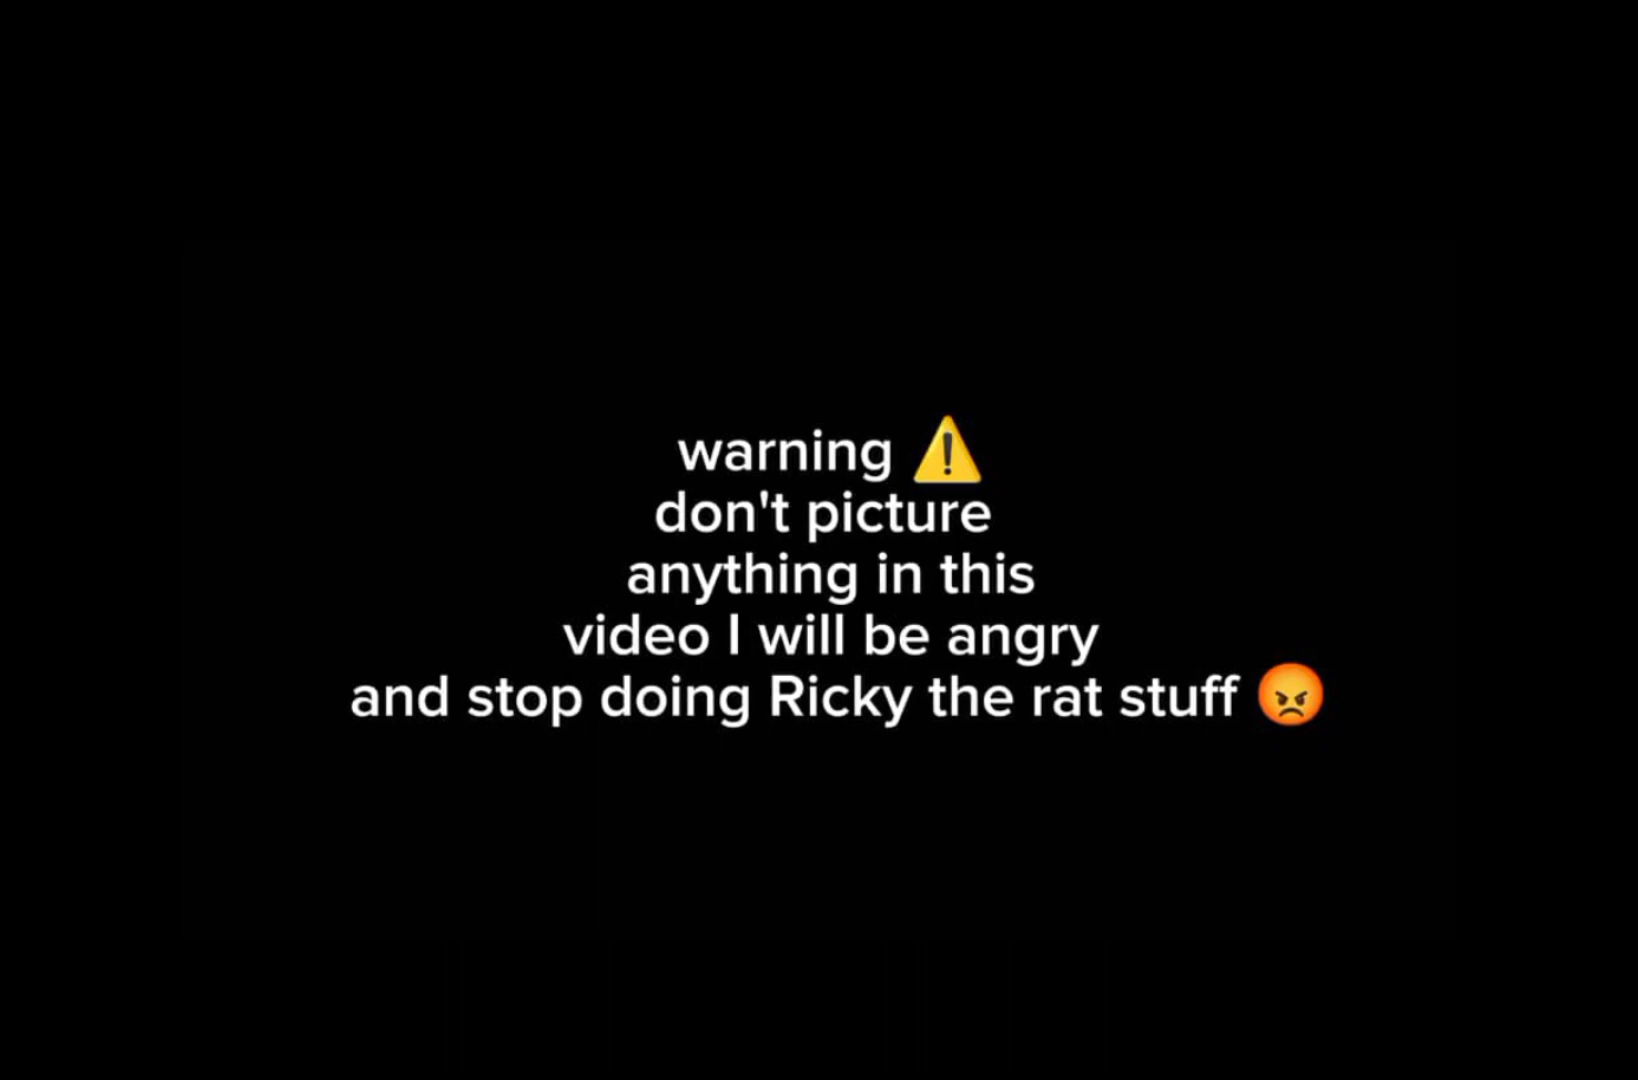 warning ⚠️
don't picture
anything in this
video I will be angry
and stop doing Ricky the rat stuff 😡